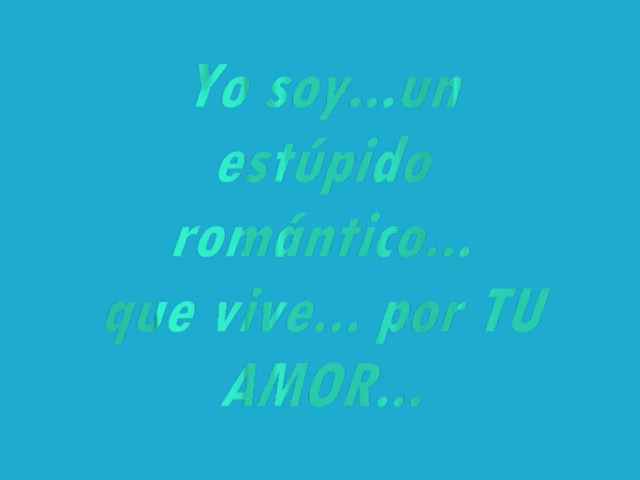 Yo soy...un
estúpido
romántico...
que vive... por TU
AMOR...